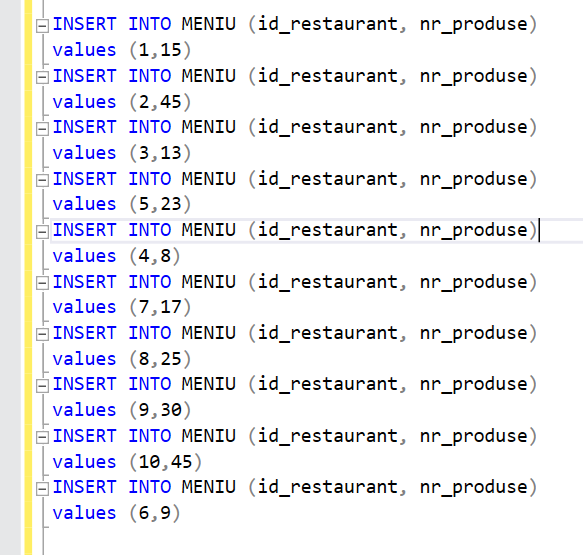 INSERT INTO MENIU (id_restaurant, nr_produse)
values (1,15)
INSERT INTO MENIU (id_restaurant, nr_produse)
values (2,45)
INSERT INTO MENIU (id_restaurant, nr_produse)
values (3,13)
INSERT INTO MENIU (id_restaurant, nr_produse)
values (5,23)
INSERT INTO MENIU (id_restaurant, nr_produse)
values (4,8)
INSERT INTO MENIU (id_restaurant, nr_produse)
values (7,17)
INSERT INTO MENIU (id_restaurant, nr_produse)
values (8,25)
INSERT INTO MENIU (id_restaurant, nr_produse)
values (9,30)
INSERT INTO MENIU (id_restaurant, nr_produse)
values (10,45)
INSERT INTO MENIU (id_restaurant, nr_produse)
values (6,9)